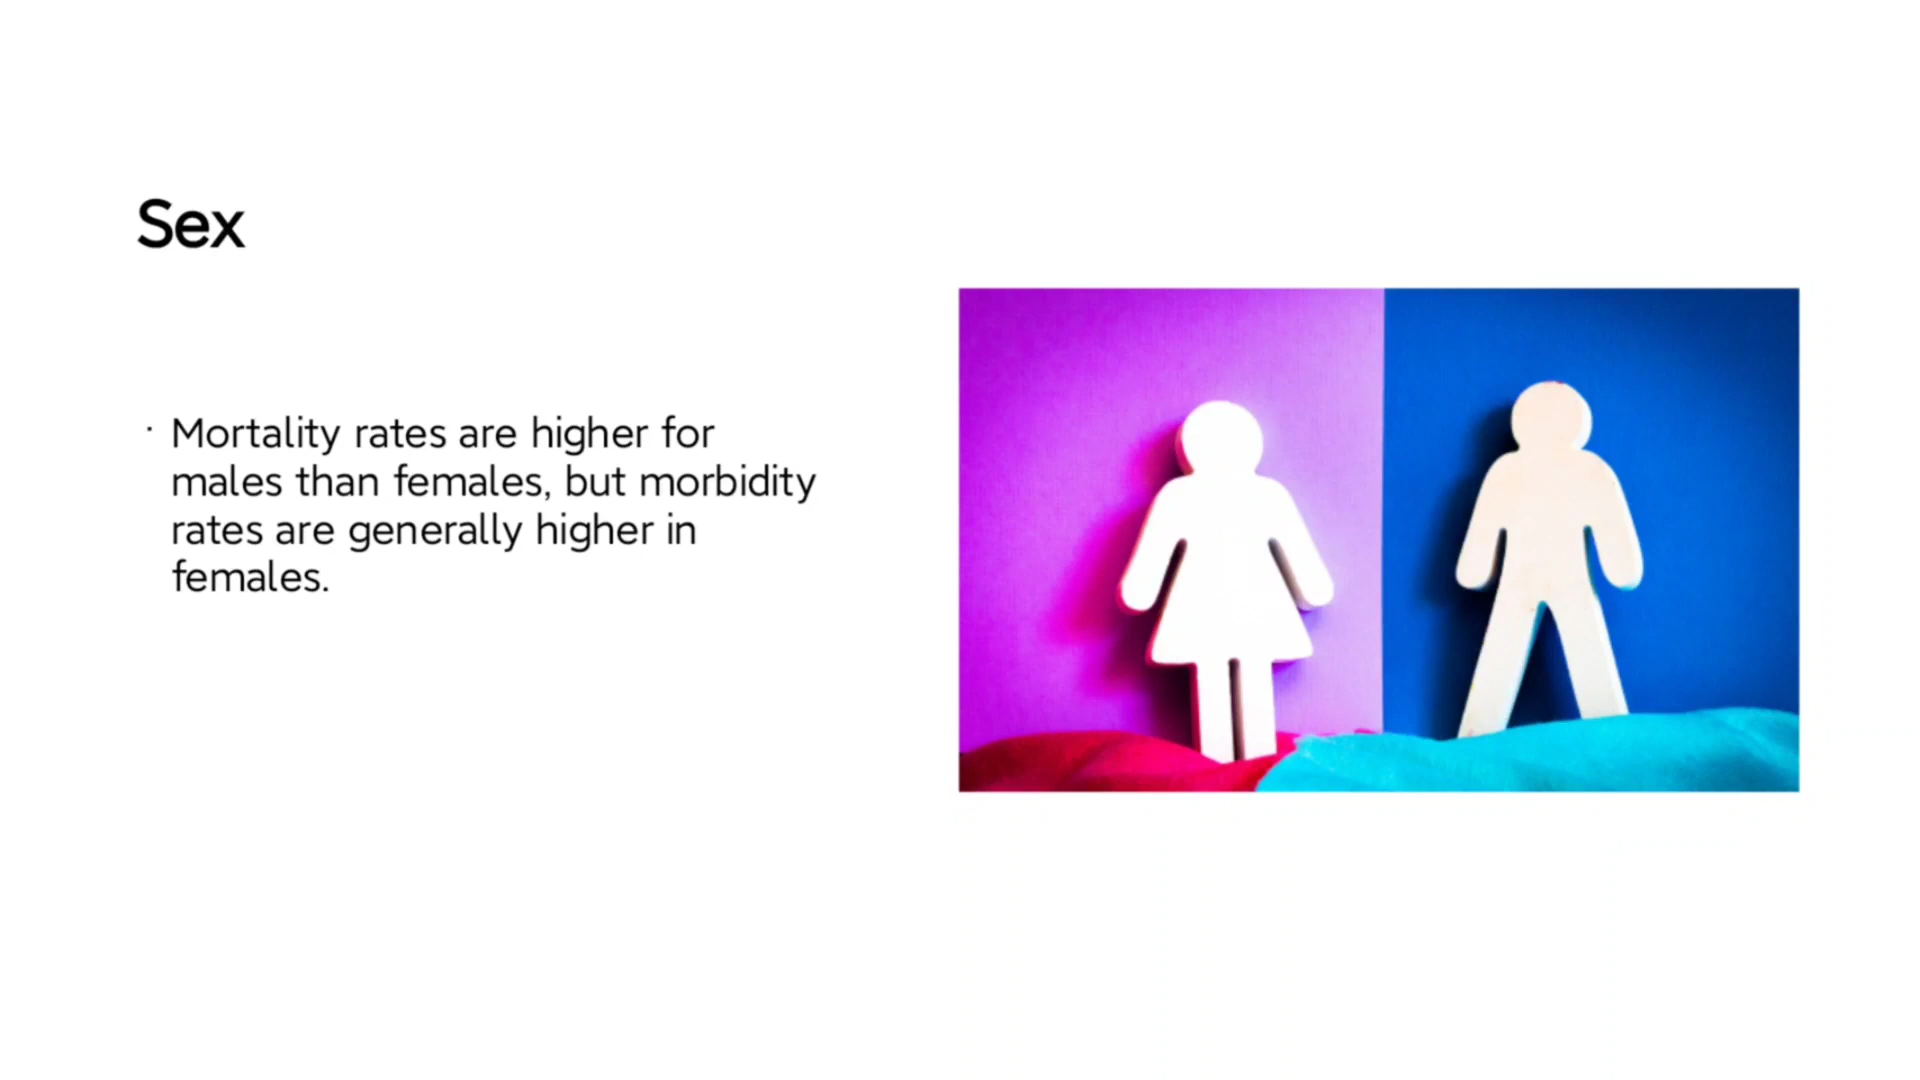 Sex
· Mortality rates are higher for
males than females, but morbidity
rates are generally higher in
females.